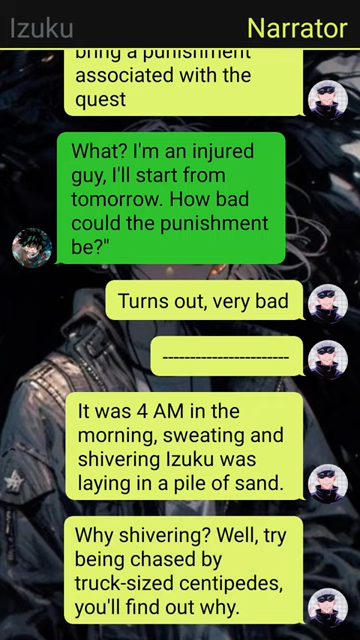 Izuku
Narrator
bring a punishment
associated with the
quest
What? I'm an injured
guy, I'll start from
tomorrow. How bad
could the punishment
be?"
Turns out, very bad
-----------------------
It was 4 AM in the
morning, sweating and
shivering Izuku was
laying in a pile of sand.
Why shivering? Well, try
being chased by
truck-sized centipedes,
you'll find out why.